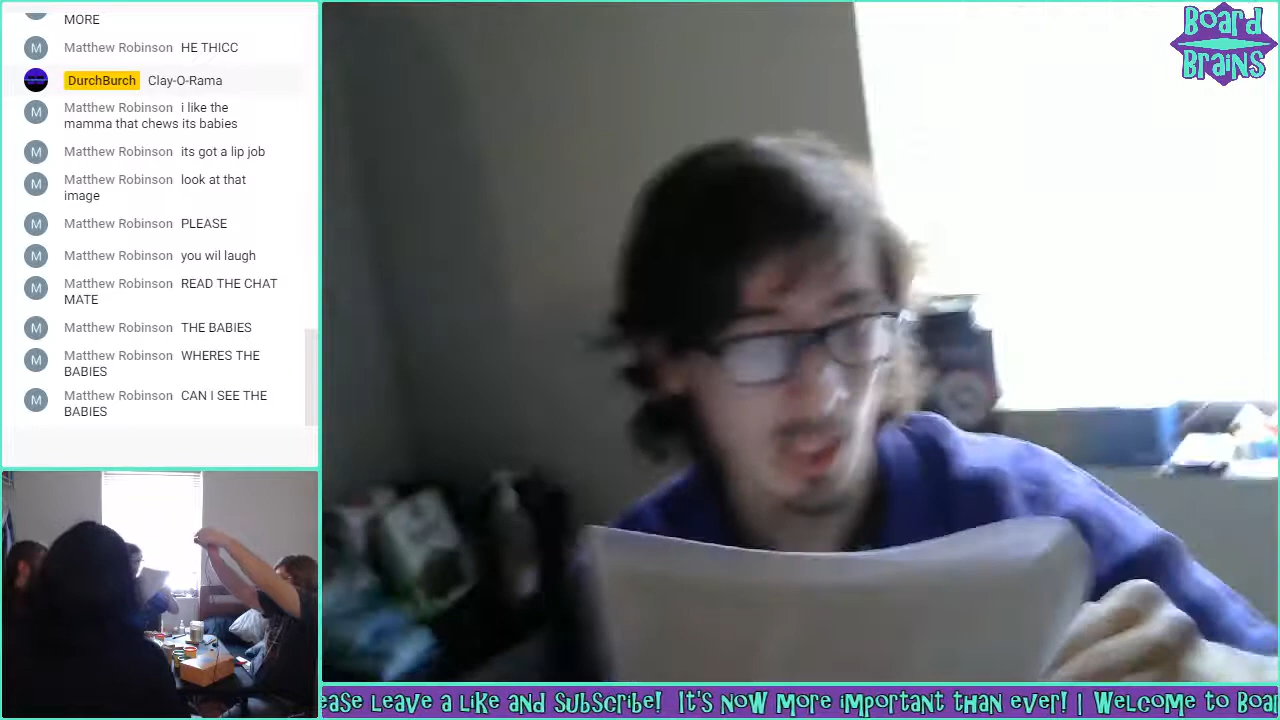 MORE
Matthew Robinson HE THICC
DurchBurch Clay-O-Rama
Matthew Robinson i like the
mamma that chews its babies
Matthew Robinson its got a lip job
Matthew Robinson look at that
image
Matthew Robinson PLEASE
Matthew Robinson you wil laugh
Matthew Robinson READ THE CHAT
MATE
Matthew Robinson THE BABIES
Matthew Robinson WHERES THE
BABIES
Matthew Robinson CAN I SEE THE
BABIES
Board
Brains
ease Leave a Like and Subscribe! It's now more important than ever! | Welcome to Boa